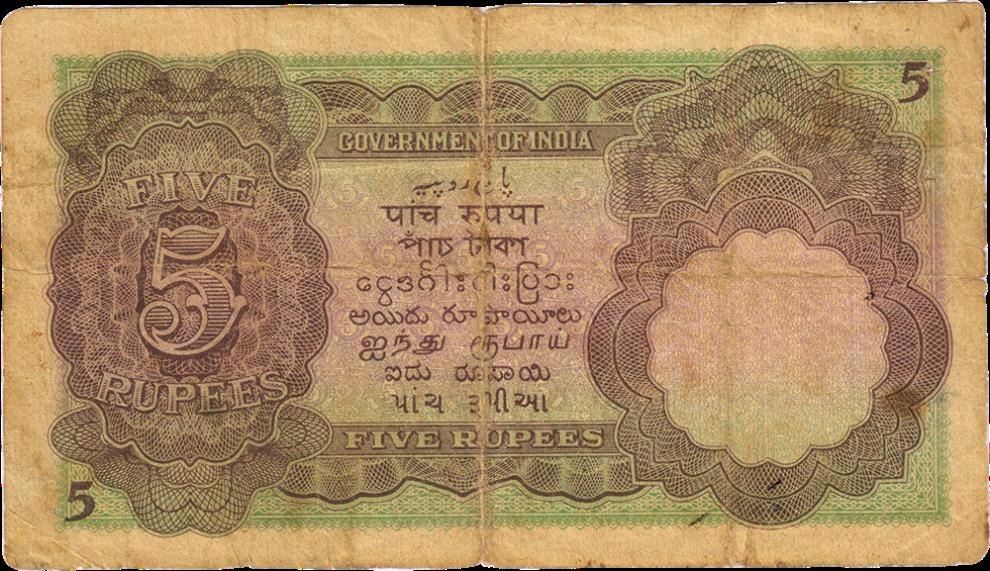 5
GOVERNMENT OF INDIA
FIVE
5
RUPEES
پانچ روپیے
पांच रुपया
পাঁচ টাকা
ငွေဒင်္ဂါးငါးပြား
అయిదు రూపాయీలు
ஐந்து ரூபாய்
ಐದು ರೂಪಾಯಿ
પાંચ રૂપીઆ
FIVE RUPEES
5